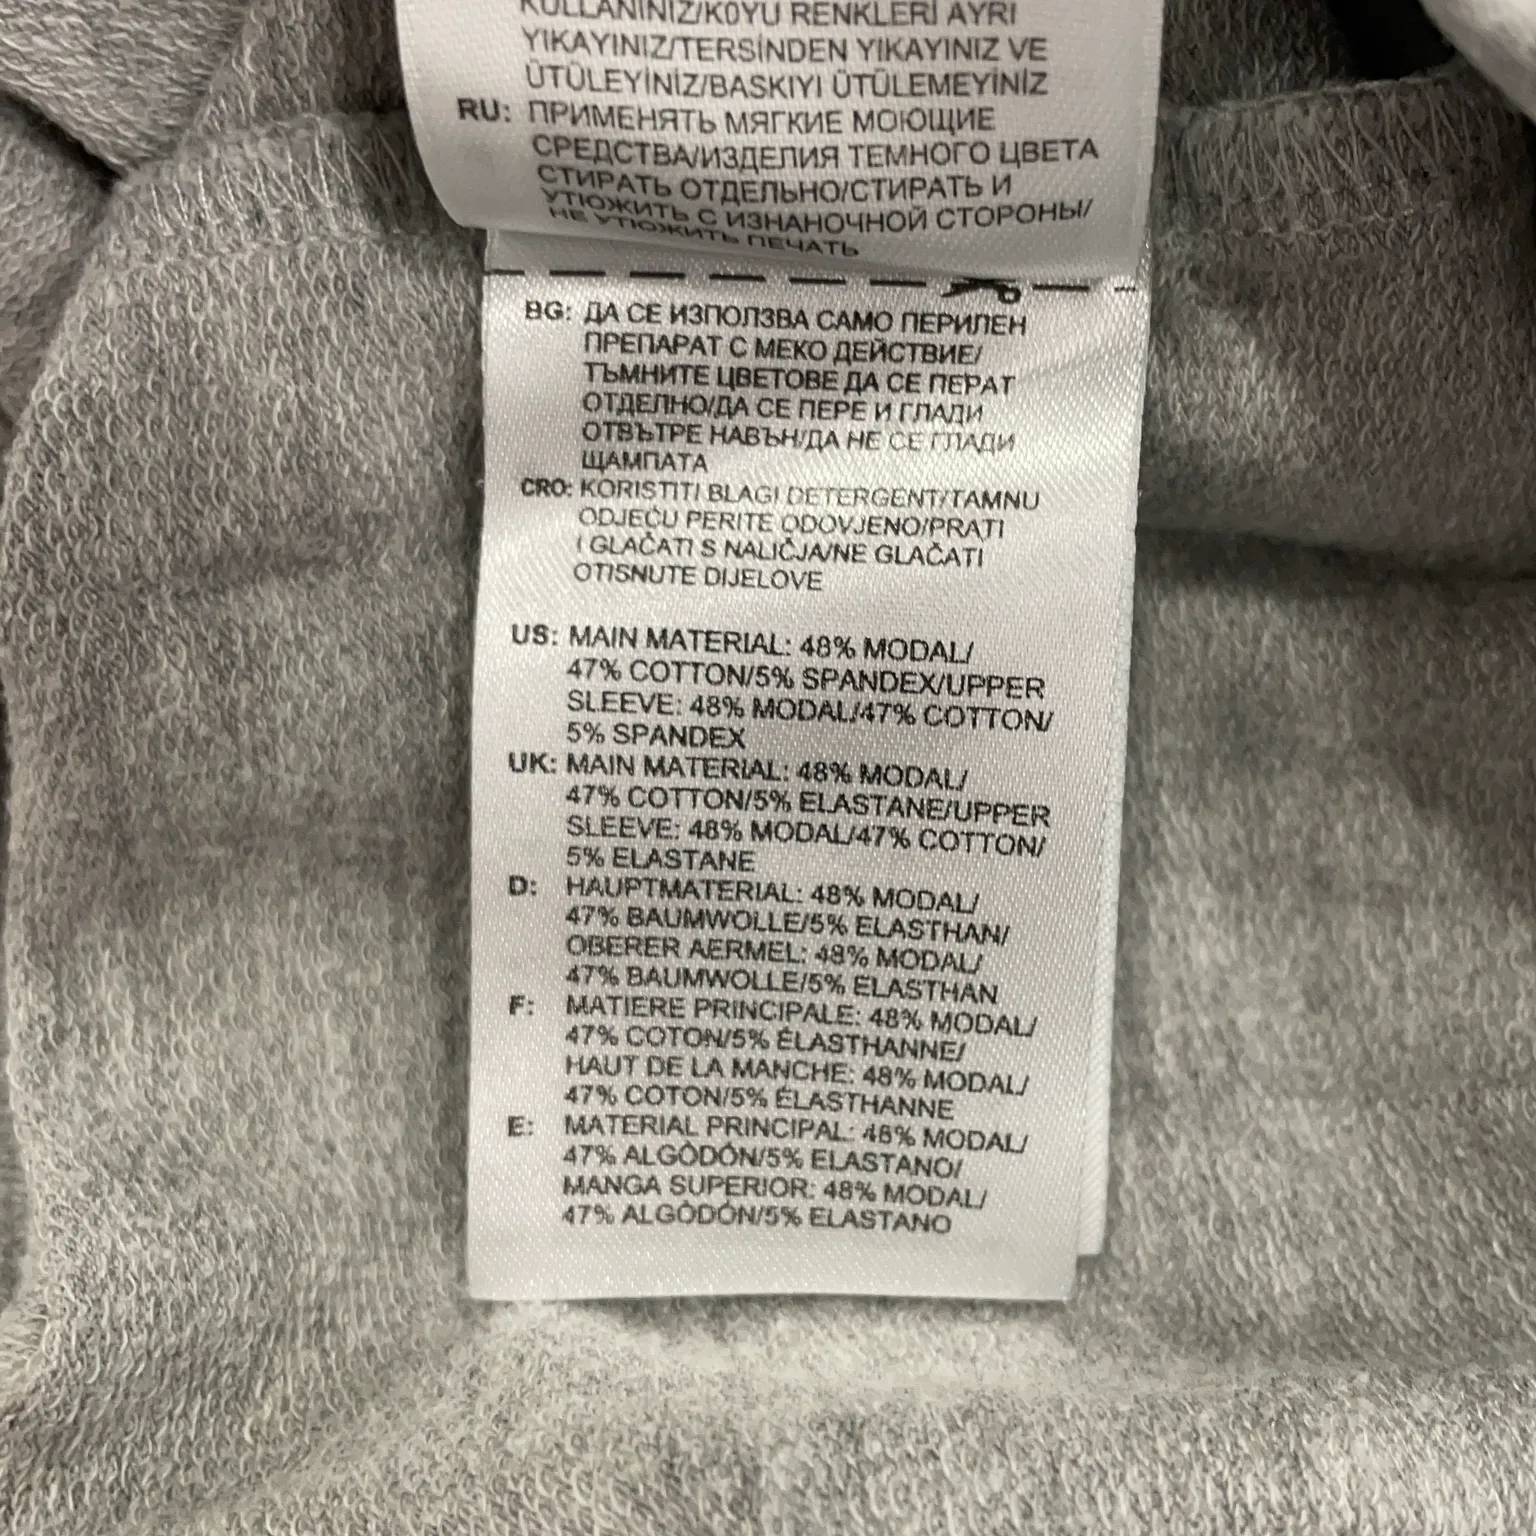 KULLANINIZ/KOYU RENKLERİ AYRI
YIKAYINIZ/TERSİNDEN YIKAYINIZ VE
ÜTÜLEYİNİZ/BASKIYI ÜTÜLEMEYİNİZ
RU: ПРИМЕНЯТЬ МЯГКИЕ МОЮЩИЕ
СРЕДСТВА/ИЗДЕЛИЯ ТЕМНОГО ЦВЕТА
СТИРАТЬ ОТДЕЛЬНО/СТИРАТЬ И
УТЮЖИТЬ С ИЗНАНОЧНОЙ СТОРОНЫ/
НЕ УТЮЖИТЬ ПЕЧАТЬ
BG: ДА СЕ ИЗПОЛЗВА САМО ПЕРИЛЕН
ПРЕПАРАТ С МЕКО ДЕЙСТВИЕ/
ТЪМНИТЕ ЦВЕТОВЕ ДА СЕ ПЕРАТ
ОТДЕЛНО/ДА СЕ ПЕРЕ И ГЛАДИ
ОТВЪТРЕ НАВЪН/ДА НЕ СЕ ГЛАДИ
ЩАМПАТА
CRO: KORISTITI BLAGI DETERGENT/TAMNU
ODJEĆU PERITE ODOVJENO/PRATI
I GLAČATI S NALIČJA/NE GLAČATI
OTISNUTE DIJELOVE
US: MAIN MATERIAL: 48% MODAL/
47% COTTON/5% SPANDEX/UPPER
SLEEVE: 48% MODAL/47% COTTON/
5% SPANDEX
UK: MAIN MATERIAL: 48% MODAL/
47% COTTON/5% ELASTANE/UPPER
SLEEVE: 48% MODAL/47% COTTON/
5% ELASTANE
D: HAUPTMATERIAL: 48% MODAL/
47% BAUMWOLLE/5% ELASTHAN/
OBERER AERMEL: 48% MODAL/
47% BAUMWOLLE/5% ELASTHAN
F: MATIERE PRINCIPALE: 48% MODAL/
47% COTON/5% ÉLASTHANNE/
HAUT DE LA MANCHE: 48% MODAL/
47% COTON/5% ÉLASTHANNE
E: MATERIAL PRINCIPAL: 48% MODAL/
47% ALGÒDÓN/5% ELASTANO/
MANGA SUPERIOR: 48% MODAL/
47% ALGÒDÓN/5% ELASTANO